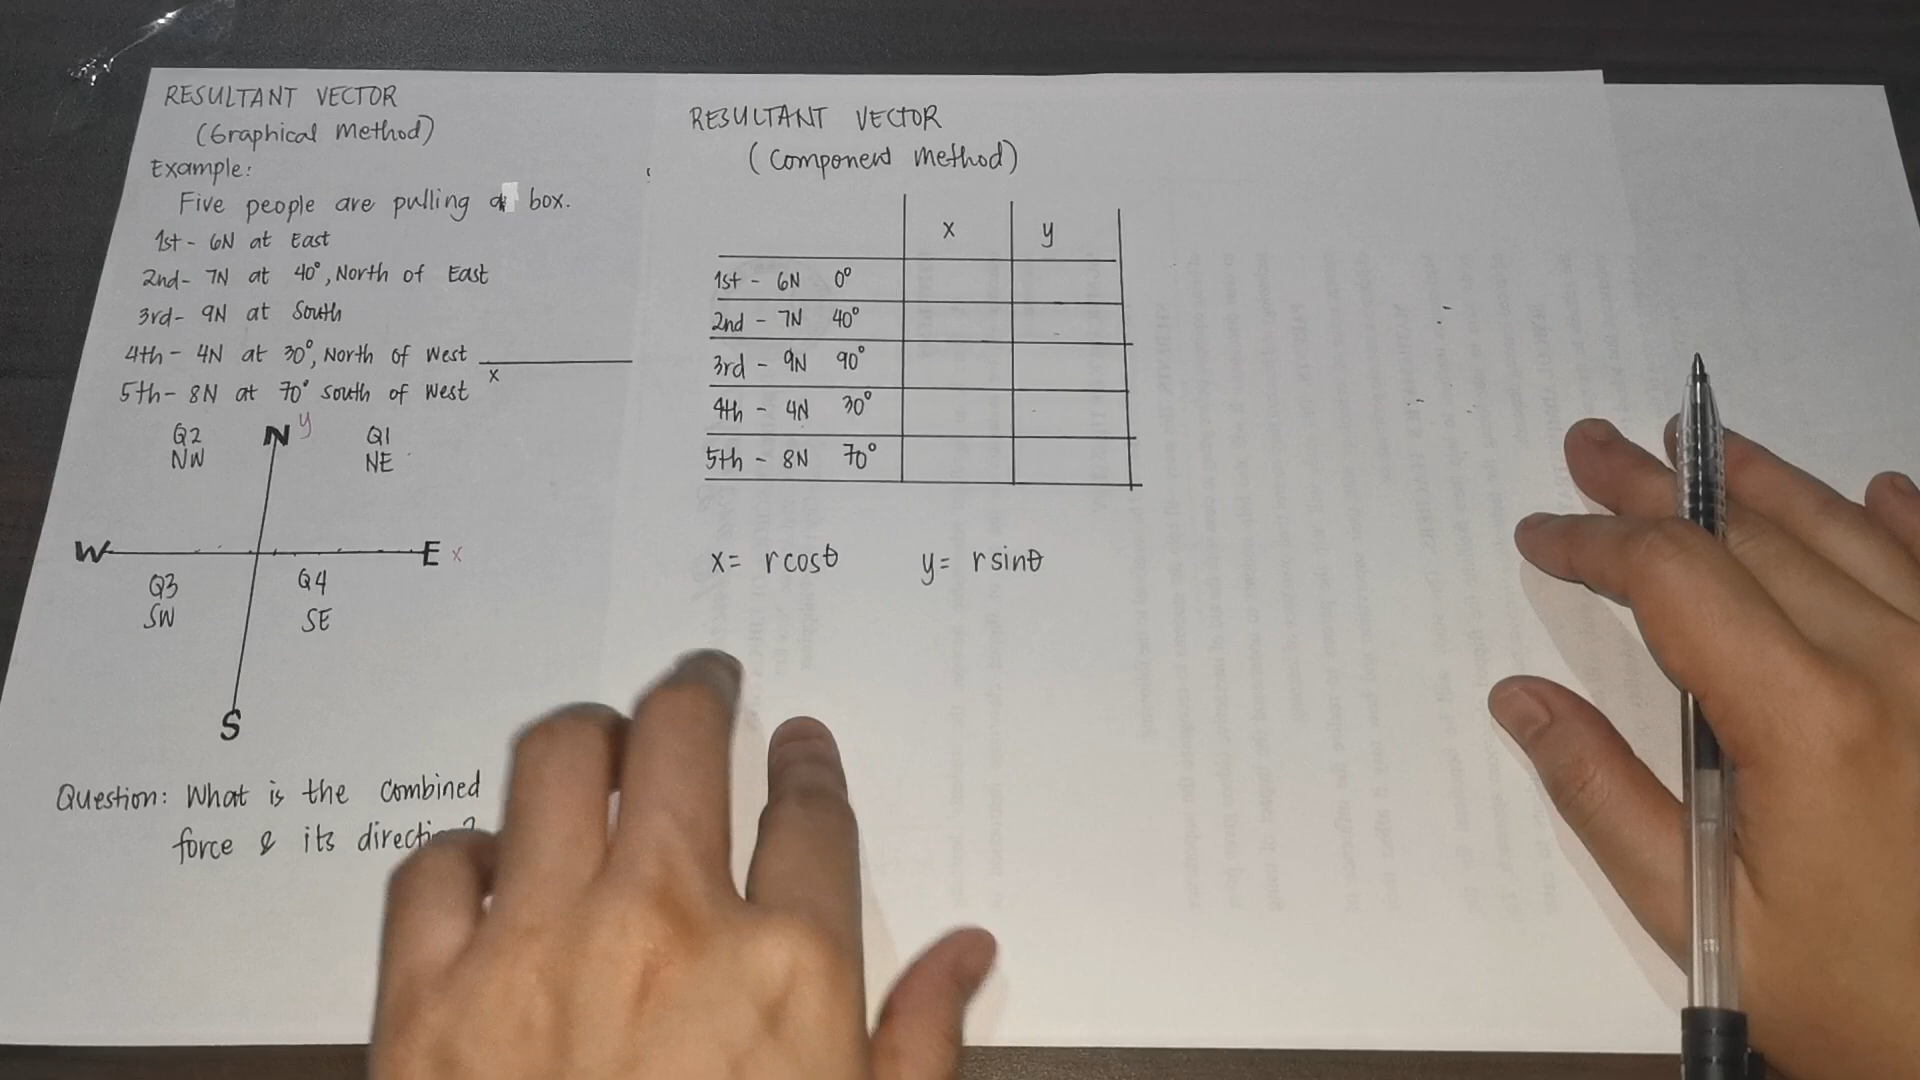 RESULTANT VECTOR
(Graphical Method)
Example:
Five people are pulling a box.
1st - 6N at East
2nd- 7N at 40°, North of East
3rd- 9N at South
4th - 4N at 30°, North of West
x
5th- 8N at 70° South of West
N y
Q2
NW
Q1
NE
W
E x
Q3
SW
Q4
SE
S
Question: What is the combined
force & its direction?
RESULTANT VECTOR
(Component Method)
x y
1st - 6N 0°
2nd - 7N 40°
3rd - 9N 90°
4th - 4N 30°
5th - 8N 70°
x= rcosθ y= rsinθ